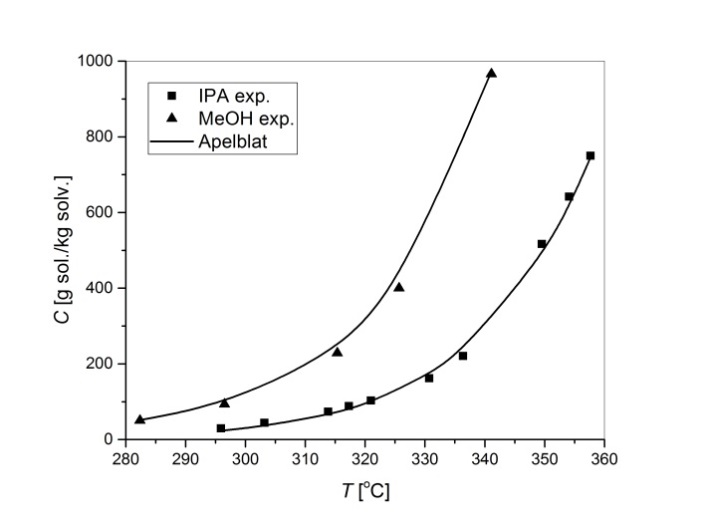 1000
800
600
400
200
0
C [g sol./kg solv.]
IPA exp.
MeOH exp.
Apelblat
280 290 300 310 320 330 340 350 360
T [°C]